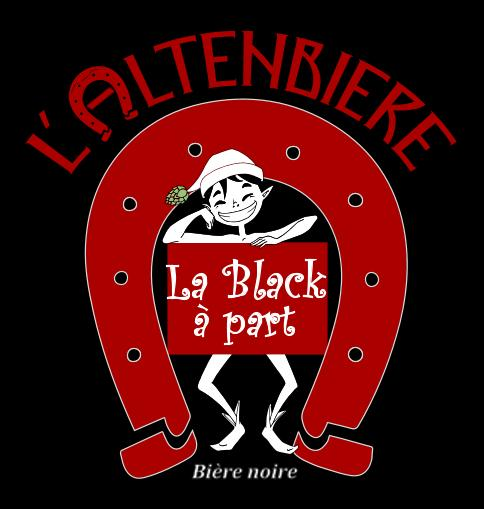 L'ALTENBIERE
La Black
à part
Bière noire